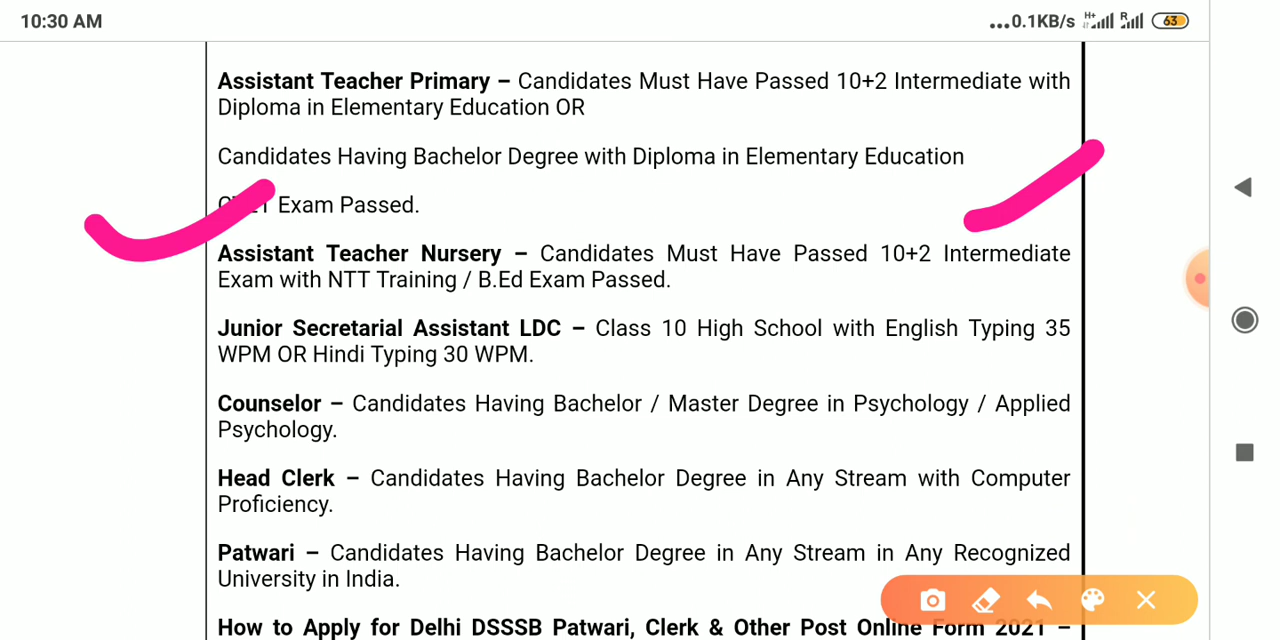 10:30 AM
...0.1KB/s H+ R 63
Assistant Teacher Primary – Candidates Must Have Passed 10+2 Intermediate with
Diploma in Elementary Education OR
Candidates Having Bachelor Degree with Diploma in Elementary Education
Exam Passed.
Assistant Teacher Nursery – Candidates Must Have Passed 10+2 Intermediate
Exam with NTT Training / B.Ed Exam Passed.
Junior Secretarial Assistant LDC – Class 10 High School with English Typing 35
WPM OR Hindi Typing 30 WPM.
Counselor – Candidates Having Bachelor / Master Degree in Psychology / Applied
Psychology.
Head Clerk – Candidates Having Bachelor Degree in Any Stream with Computer
Proficiency.
Patwari – Candidates Having Bachelor Degree in Any Stream in Any Recognized
University in India.
How to Apply for Delhi DSSSB Patwari, Clerk & Other Post Online Form 2021 –